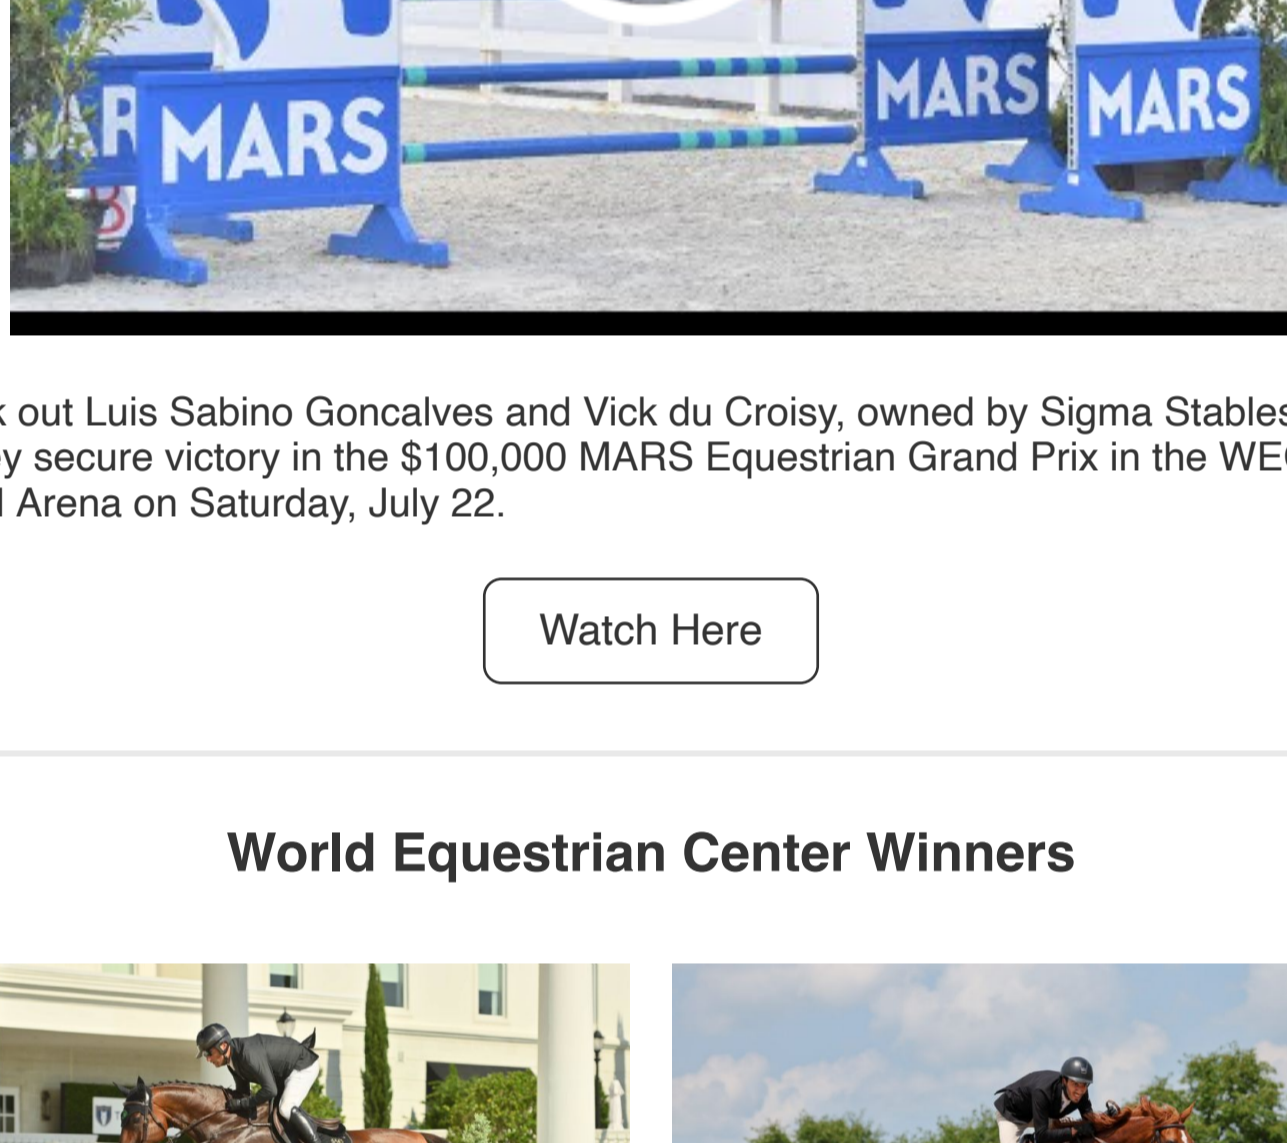 MARS
MARS
MARS
AR
k out Luis Sabino Goncalves and Vick du Croisy, owned by Sigma Stables
y secure victory in the $100,000 MARS Equestrian Grand Prix in the WE
Arena on Saturday, July 22.
Watch Here
World Equestrian Center Winners